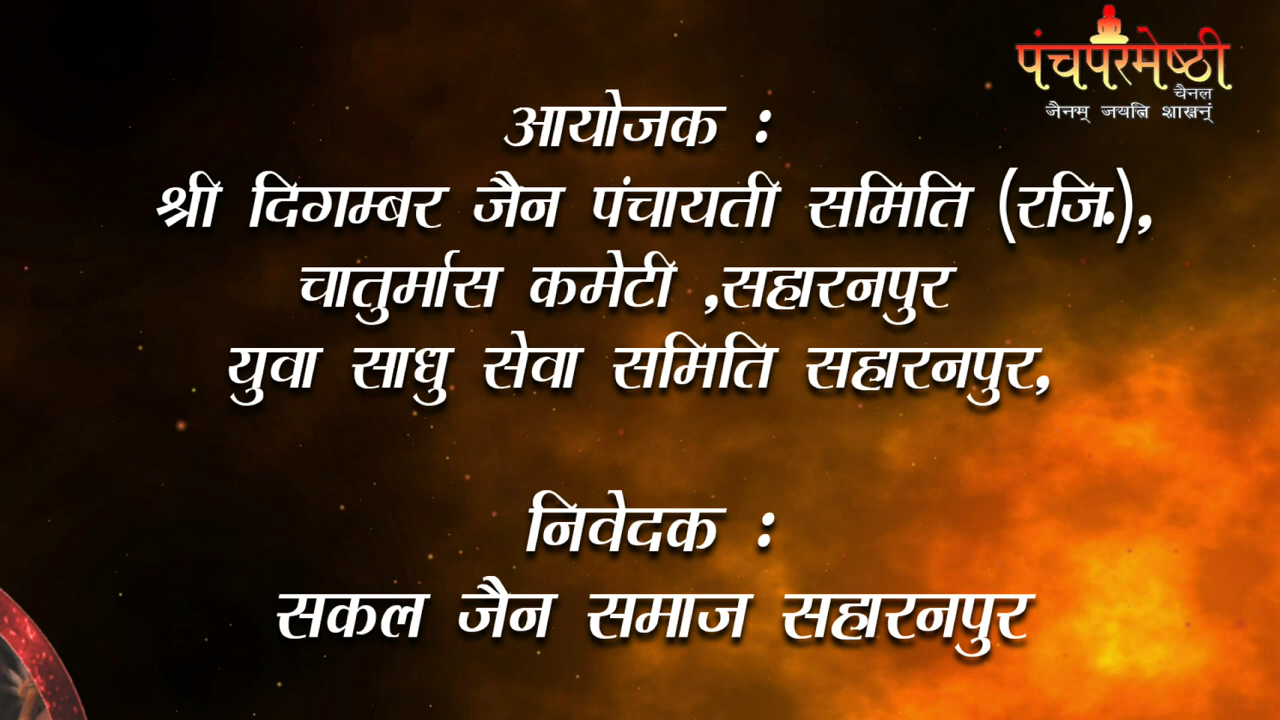 पंचपरमेष्ठी
चैनल
जैनम् जयति शासनं
आयोजक :
श्री दिगम्बर जैन पंचायती समिति (रजि.),
चातुर्मास कमेटी ,सहारनपुर
युवा साधु सेवा समिति सहारनपुर,
निवेदक :
सकल जैन समाज सहारनपुर